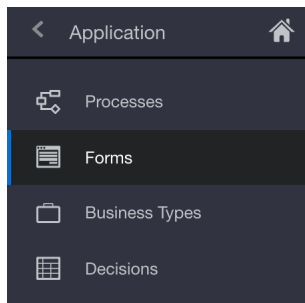 Application
Processes
Forms
Business Types
Decisions